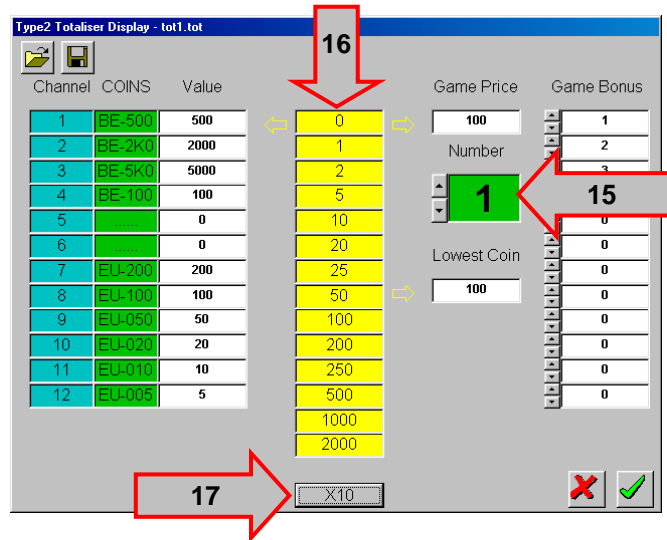 Type2 Totaliser Display - tot1.tot
16
Channel COINS Value Game Price Game Bonus
1 BE-500 500 0 100 1
2 BE-2K0 2000 1 Number 2
3 BE-5K0 5000 2 3
4 BE-100 100 5 1 15
5 ...... 0 10 0
6 ...... 0 20 0
Lowest Coin
7 EU-200 200 25 0
8 EU-100 100 50 100 0
9 EU-050 50 100 0
10 EU-020 20 200 0
11 EU-010 10 250 0
12 EU-005 5 500 0
1000
2000
17 X10